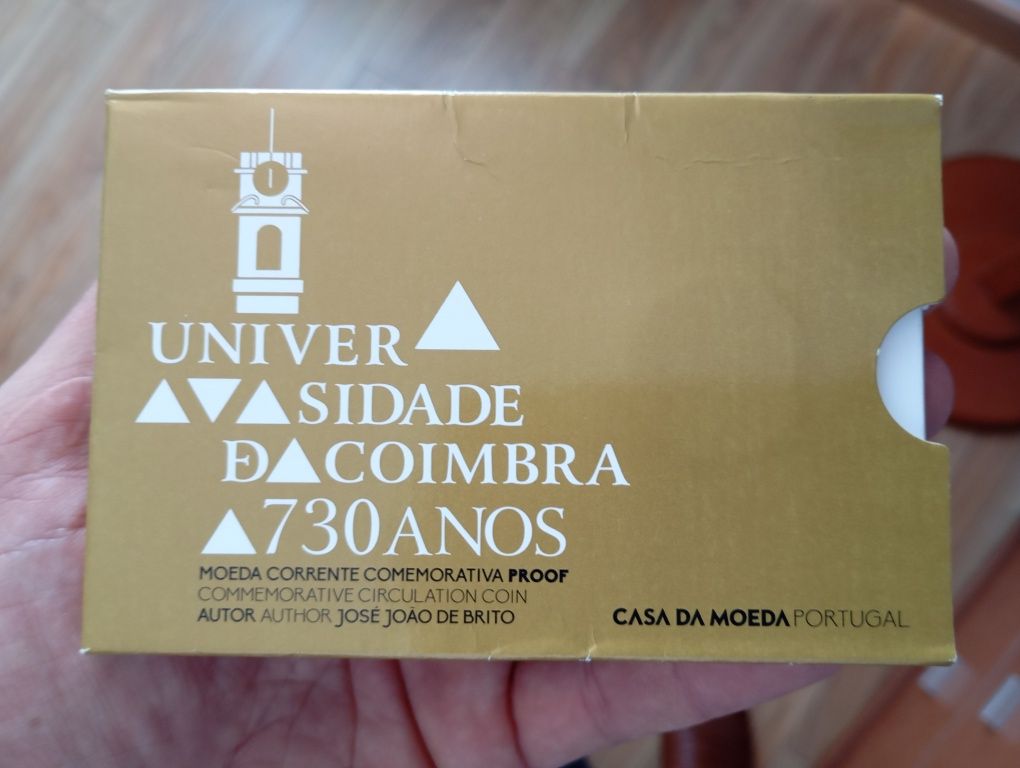 UNIVER
SIDADE
DE COIMBRA
730 ANOS
MOEDA CORRENTE COMEMORATIVA PROOF
COMMEMORATIVE CIRCULATION COIN
AUTOR AUTHOR JOSÉ JOÃO DE BRITO
CASA DA MOEDA PORTUGAL